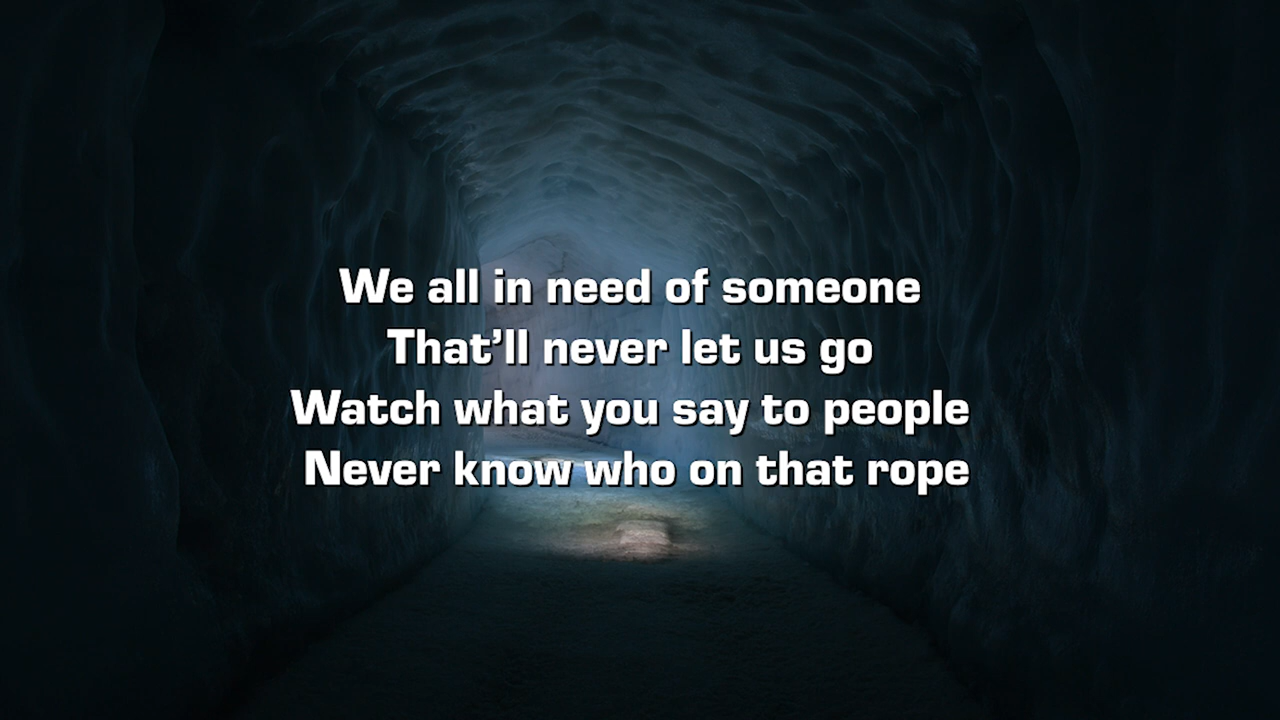 We all in need of someone
That’ll never let us go
Watch what you say to people
Never know who on that rope